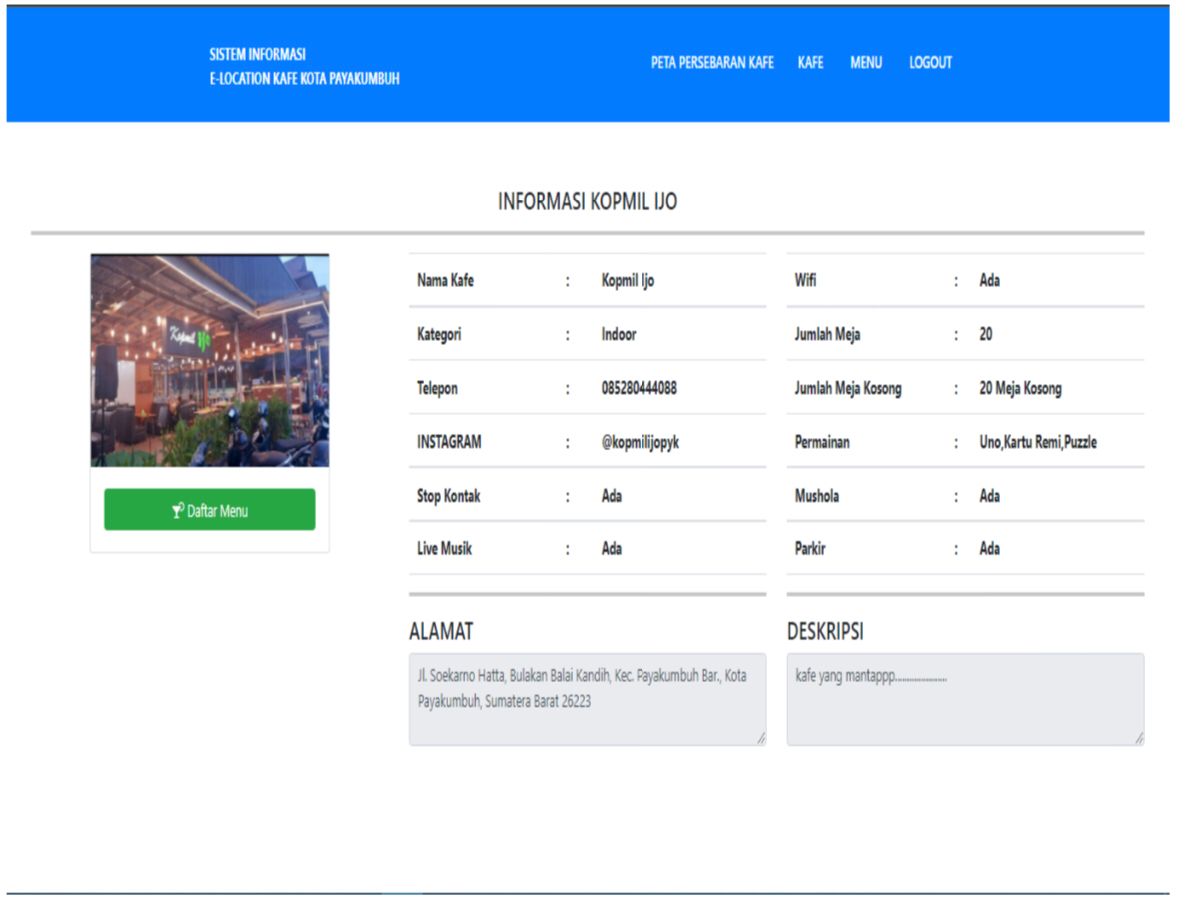 SISTEM INFORMASI
E-LOCATION KAFE KOTA PAYAKUMBUH
PETA PERSEBARAN KAFE KAFE MENU LOGOUT
INFORMASI KOPMIL IJO
Kopmil Ijo
Daftar Menu
Nama Kafe : Kopmil Ijo
Kategori : Indoor
Telepon : 085280444088
INSTAGRAM : @kopmilijopyk
Stop Kontak : Ada
Live Musik : Ada
Wifi : Ada
Jumlah Meja : 20
Jumlah Meja Kosong : 20 Meja Kosong
Permainan : Uno,Kartu Remi,Puzzle
Mushola : Ada
Parkir : Ada
ALAMAT
Jl. Soekarno Hatta, Bulakan Balai Kandih, Kec. Payakumbuh Bar., Kota
Payakumbuh, Sumatera Barat 26223
DESKRIPSI
kafe yang mantappp.....................